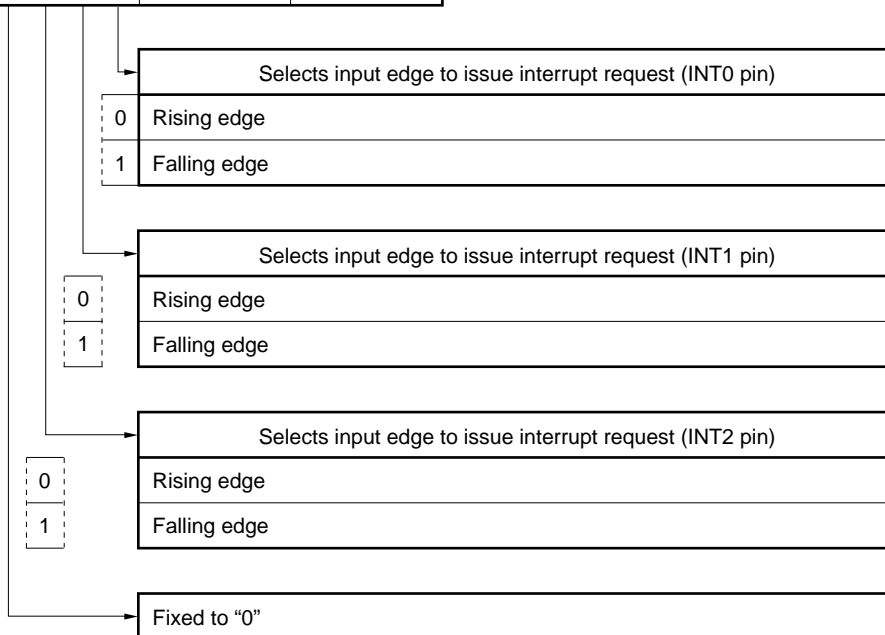 Selects input edge to issue interrupt request (INT0 pin)
0 Rising edge
1 Falling edge
Selects input edge to issue interrupt request (INT1 pin)
0 Rising edge
1 Falling edge
Selects input edge to issue interrupt request (INT2 pin)
0 Rising edge
1 Falling edge
Fixed to “0”